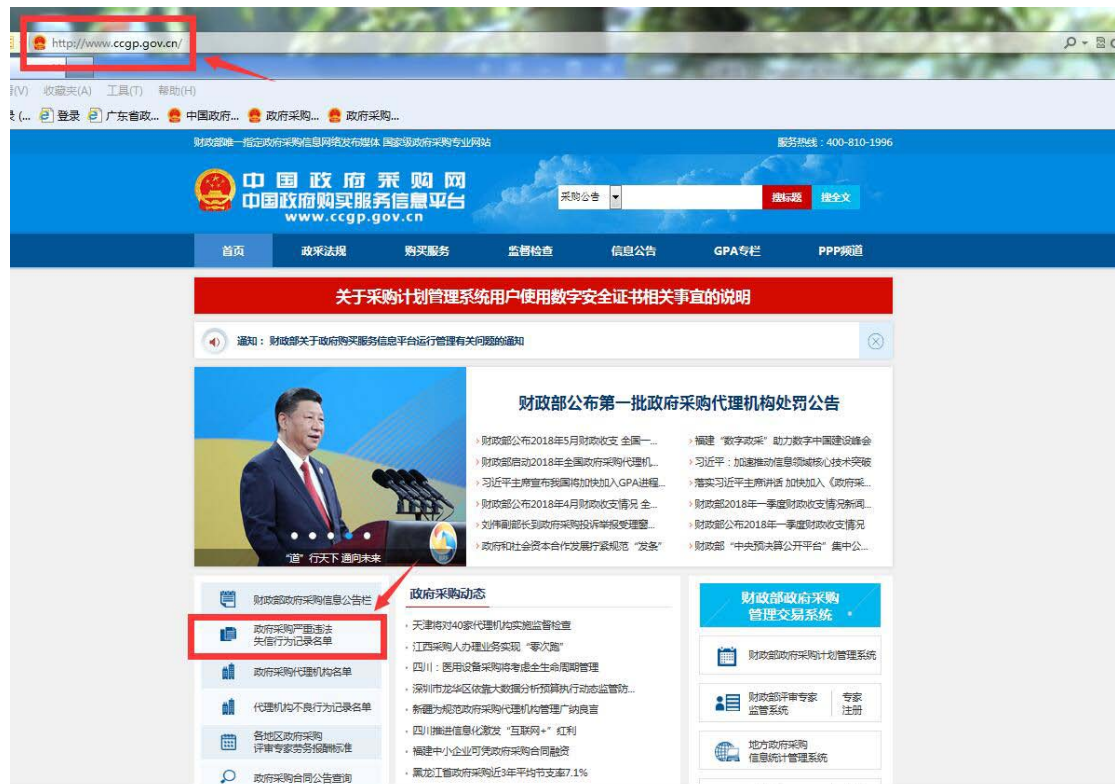 http://www.ccgp.gov.cn/
(V) 收藏夹(A) 工具(T) 帮助(H)
(... 登录 广东省政... 中国政府... 政府采购... 政府采购...
财政部唯一指定政府采购信息网络发布媒体 国家级政府采购专业网站
服务热线：400-810-1996
中国政府采购网
中国政府购买服务信息平台
www.ccgp.gov.cn
采购公告
搜标题 搜全文
首页 政采法规 购买服务 监督检查 信息公告 GPA专栏 PPP频道
关于采购计划管理系统用户使用数字安全证书相关事宜的说明
通知： 财政部关于政府购买服务信息平台运行管理有关问题的通知
财政部公布第一批政府采购代理机构处罚公告
财政部公布2018年5月财政收支 全国一...
财政部启动2018年全国政府采购代理机...
习近平主席宣布我国将加快加入GPA进程...
财政部公布2018年4月财政收支情况 全...
刘伟副部长到政府采购投诉举报受理窗...
政府和社会资本合作发展拧紧规范“发条”
福建“数字政采”助力数字中国建设峰会
习近平：加速推动信息领域核心技术突破
落实习近平主席讲话 加快加入《政府采...
财政部2018年一季度财政收支情况新闻...
财政部公布2018年一季度财政收支情况
财政部“中央预决算公开平台”集中公...
“道”行天下 通向未来
财政部政府采购信息公告栏
政府采购严重违法
失信行为记录名单
政府采购代理机构名单
代理机构不良行为记录名单
各地区政府采购
评审专家劳务报酬标准
政府采购合同公告查询
政府采购动态
天津将对40家代理机构实施监督检查
江西采购人办理业务实现“零次跑”
四川：医用设备采购将考虑全生命周期管理
深圳市龙华区依靠大数据分析预算执行动态监管防...
新疆为规范政府采购代理机构管理广纳良言
四川推进信息化激发“互联网+”红利
福建中小企业可凭政府采购合同融资
黑龙江省政府采购近3年平均节支率7.1%
财政部政府采购
管理交易系统
财政部政府采购计划管理系统
财政部评审专家
监管系统
专家
注册
地方政府采购
信息统计管理系统